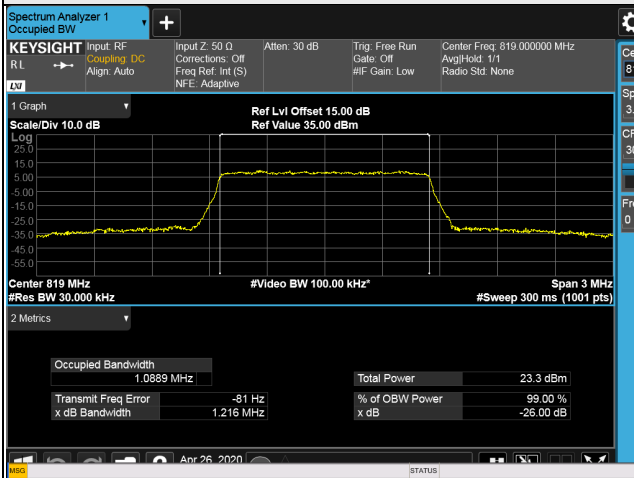 Spectrum Analyzer 1
Occupied BW
KEYSIGHT
RL
LXI
Input: RF
Coupling: DC
Align: Auto
Input Z: 50 Ω
Corrections: Off
Freq Ref: Int (S)
NFE: Adaptive
Atten: 30 dB
Trig: Free Run
Gate: Off
#IF Gain: Low
Center Freq: 819.000000 MHz
Avg|Hold: 1/1
Radio Std: None
1 Graph
Scale/Div 10.0 dB
Ref Lvl Offset 15.00 dB
Ref Value 35.00 dBm
Log
25.0
15.0
5.00
-5.00
-15.0
-25.0
-35.0
-45.0
-55.0
Center 819 MHz
#Video BW 100.00 kHz*
Span 3 MHz
#Res BW 30.000 kHz
#Sweep 300 ms (1001 pts)
2 Metrics
Occupied Bandwidth
1.0889 MHz
Total Power 23.3 dBm
Transmit Freq Error -81 Hz
% of OBW Power 99.00 %
x dB Bandwidth 1.216 MHz
x dB -26.00 dB
Apr 26, 2020
MSG
STATUS